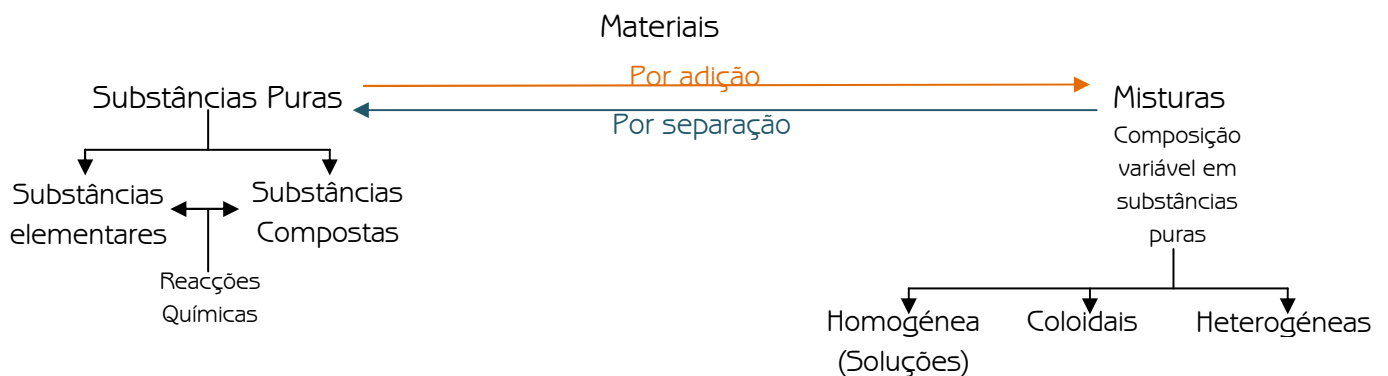 Materiais
Por adição
Substâncias Puras
Misturas
Por separação
Composição
variável em
substâncias
puras
Substâncias
elementares
Substâncias
Compostas
Reacções
Químicas
Homogénea
(Soluções)
Coloidais
Heterogéneas